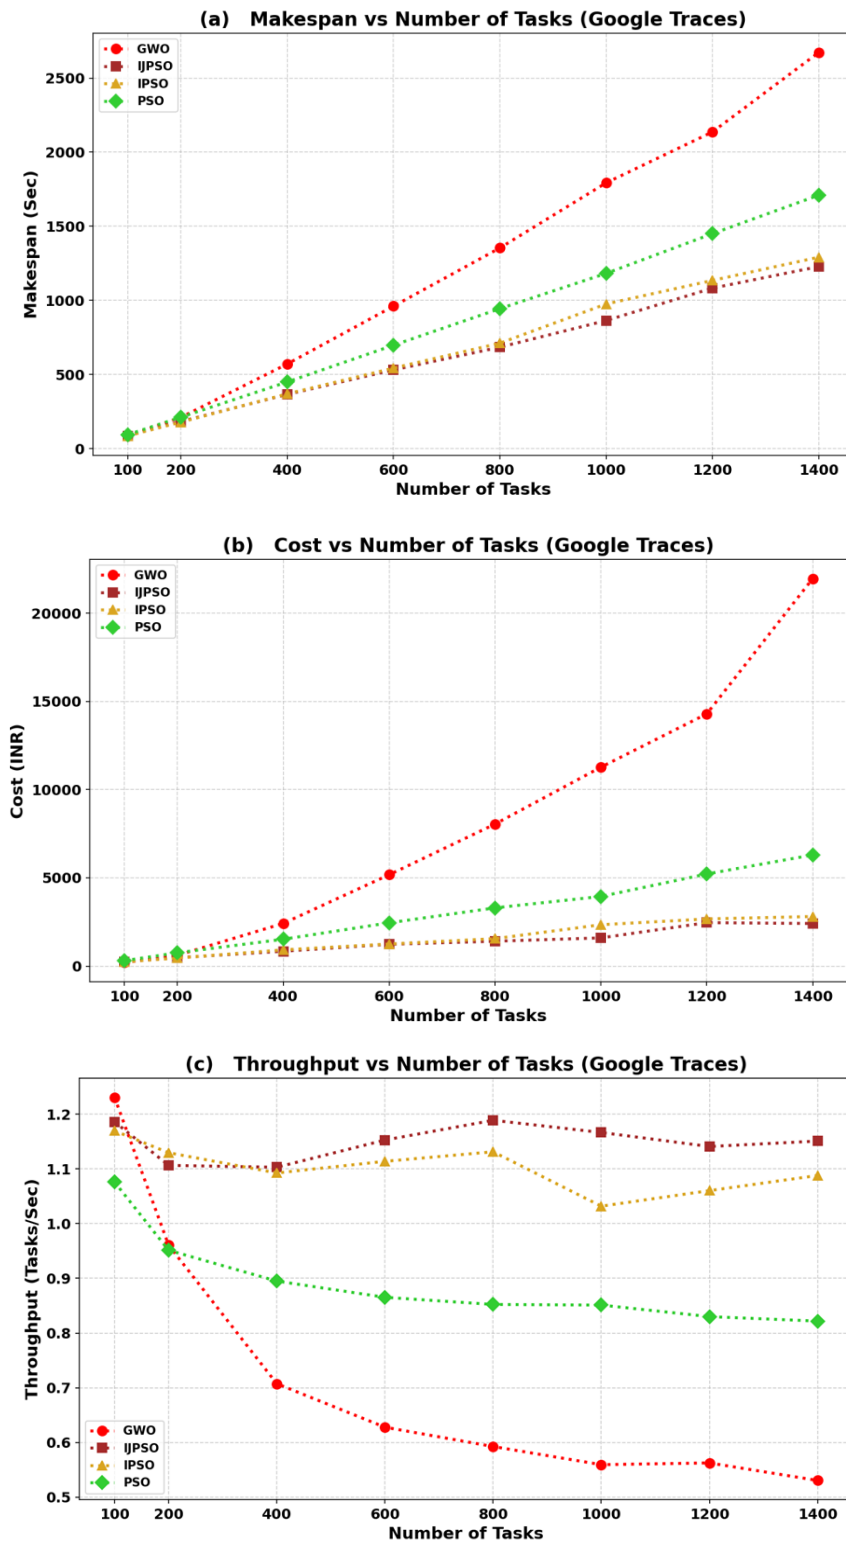 (a) Makespan vs Number of Tasks (Google Traces)
GWO
IJPSO
IPSO
PSO
2500
2000
1500
1000
500
0
Makespan (Sec)
100 200 400 600 800 1000 1200 1400
Number of Tasks
(b) Cost vs Number of Tasks (Google Traces)
GWO
IJPSO
IPSO
PSO
20000
15000
10000
5000
0
Cost (INR)
100 200 400 600 800 1000 1200 1400
Number of Tasks
(c) Throughput vs Number of Tasks (Google Traces)
1.2
1.1
1.0
0.9
0.8
0.7
0.6
0.5
Throughput (Tasks/Sec)
GWO
IJPSO
IPSO
PSO
100 200 400 600 800 1000 1200 1400
Number of Tasks